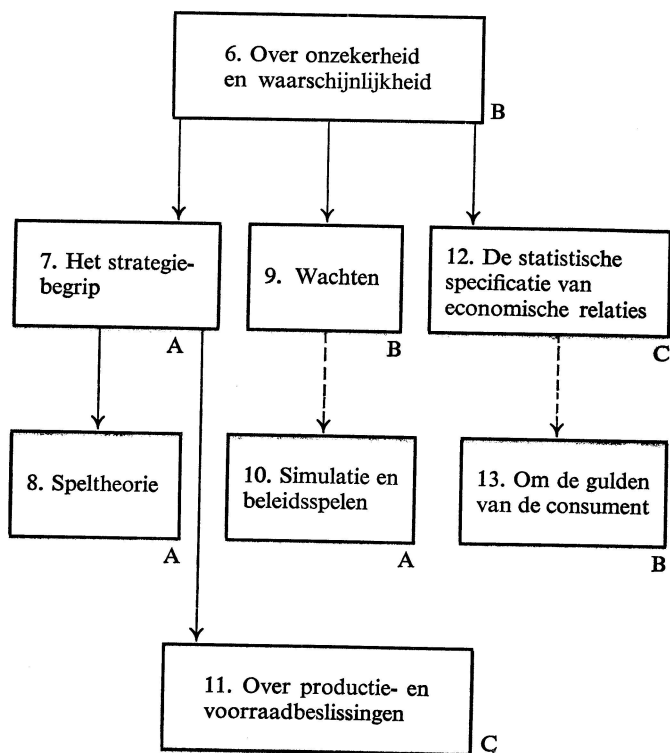 6. Over onzekerheid
en waarschijnlijkheid
B
7. Het strategie-
begrip
A
9. Wachten
B
12. De statistische
specificatie van
economische relaties
C
8. Speltheorie
A
10. Simulatie en
beleidsspelen
A
13. Om de gulden
van de consument
B
11. Over productie- en
voorraadbeslissingen
C